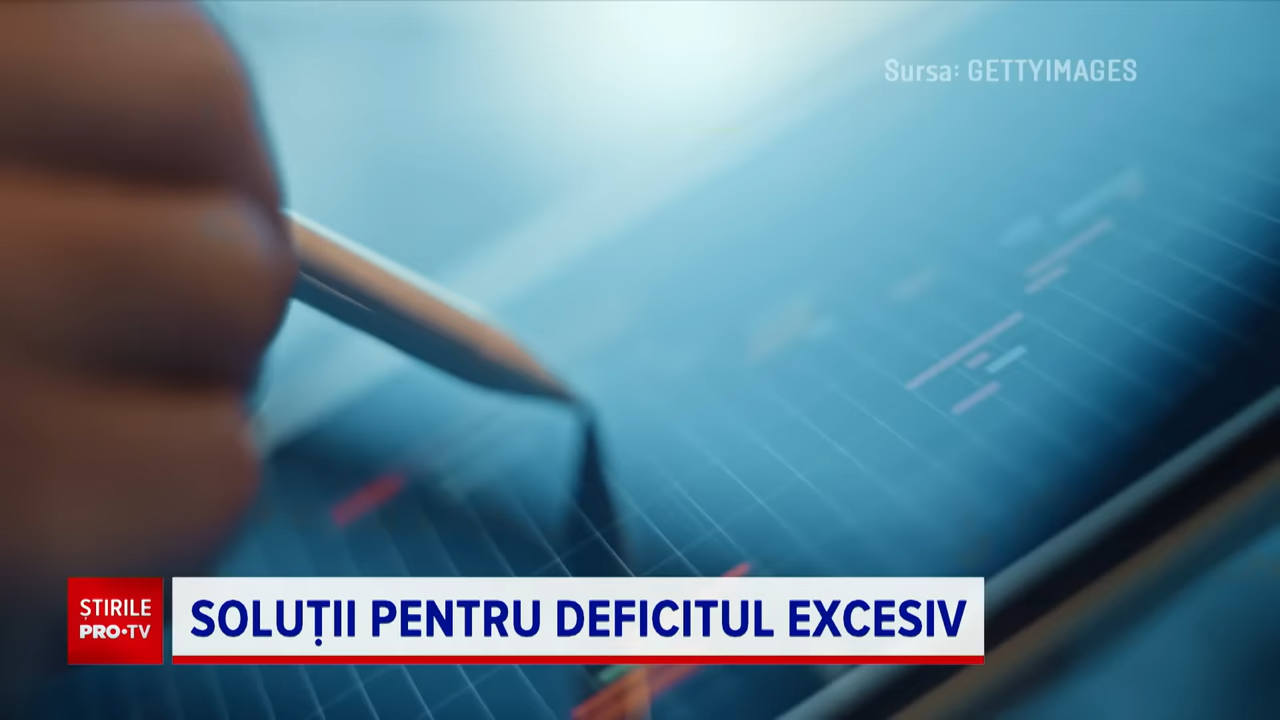 Sursa: GETTYIMAGES
ȘTIRILE
PRO•TV
SOLUȚII PENTRU DEFICITUL EXCESIV